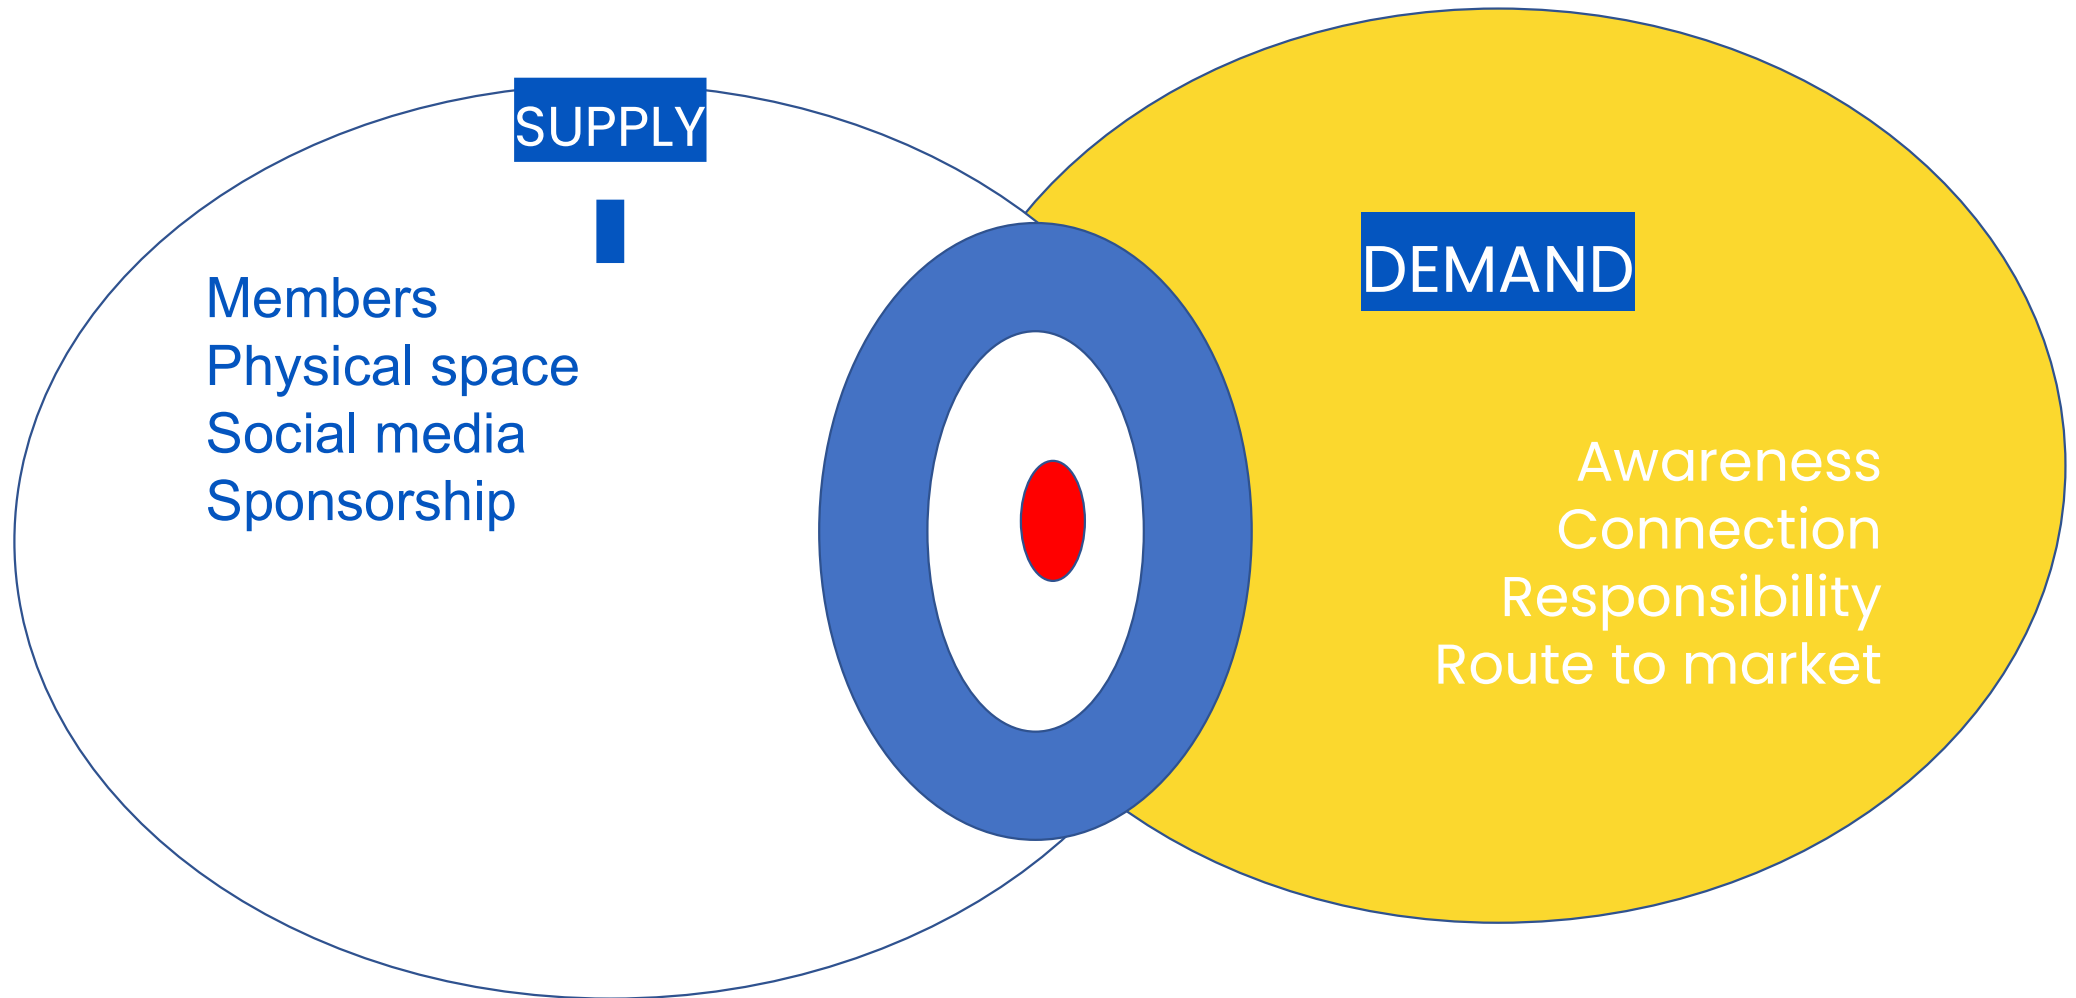 SUPPLY
Members
Physical space
Social media
Sponsorship
DEMAND
Awareness
Connection
Responsibility
Route to market